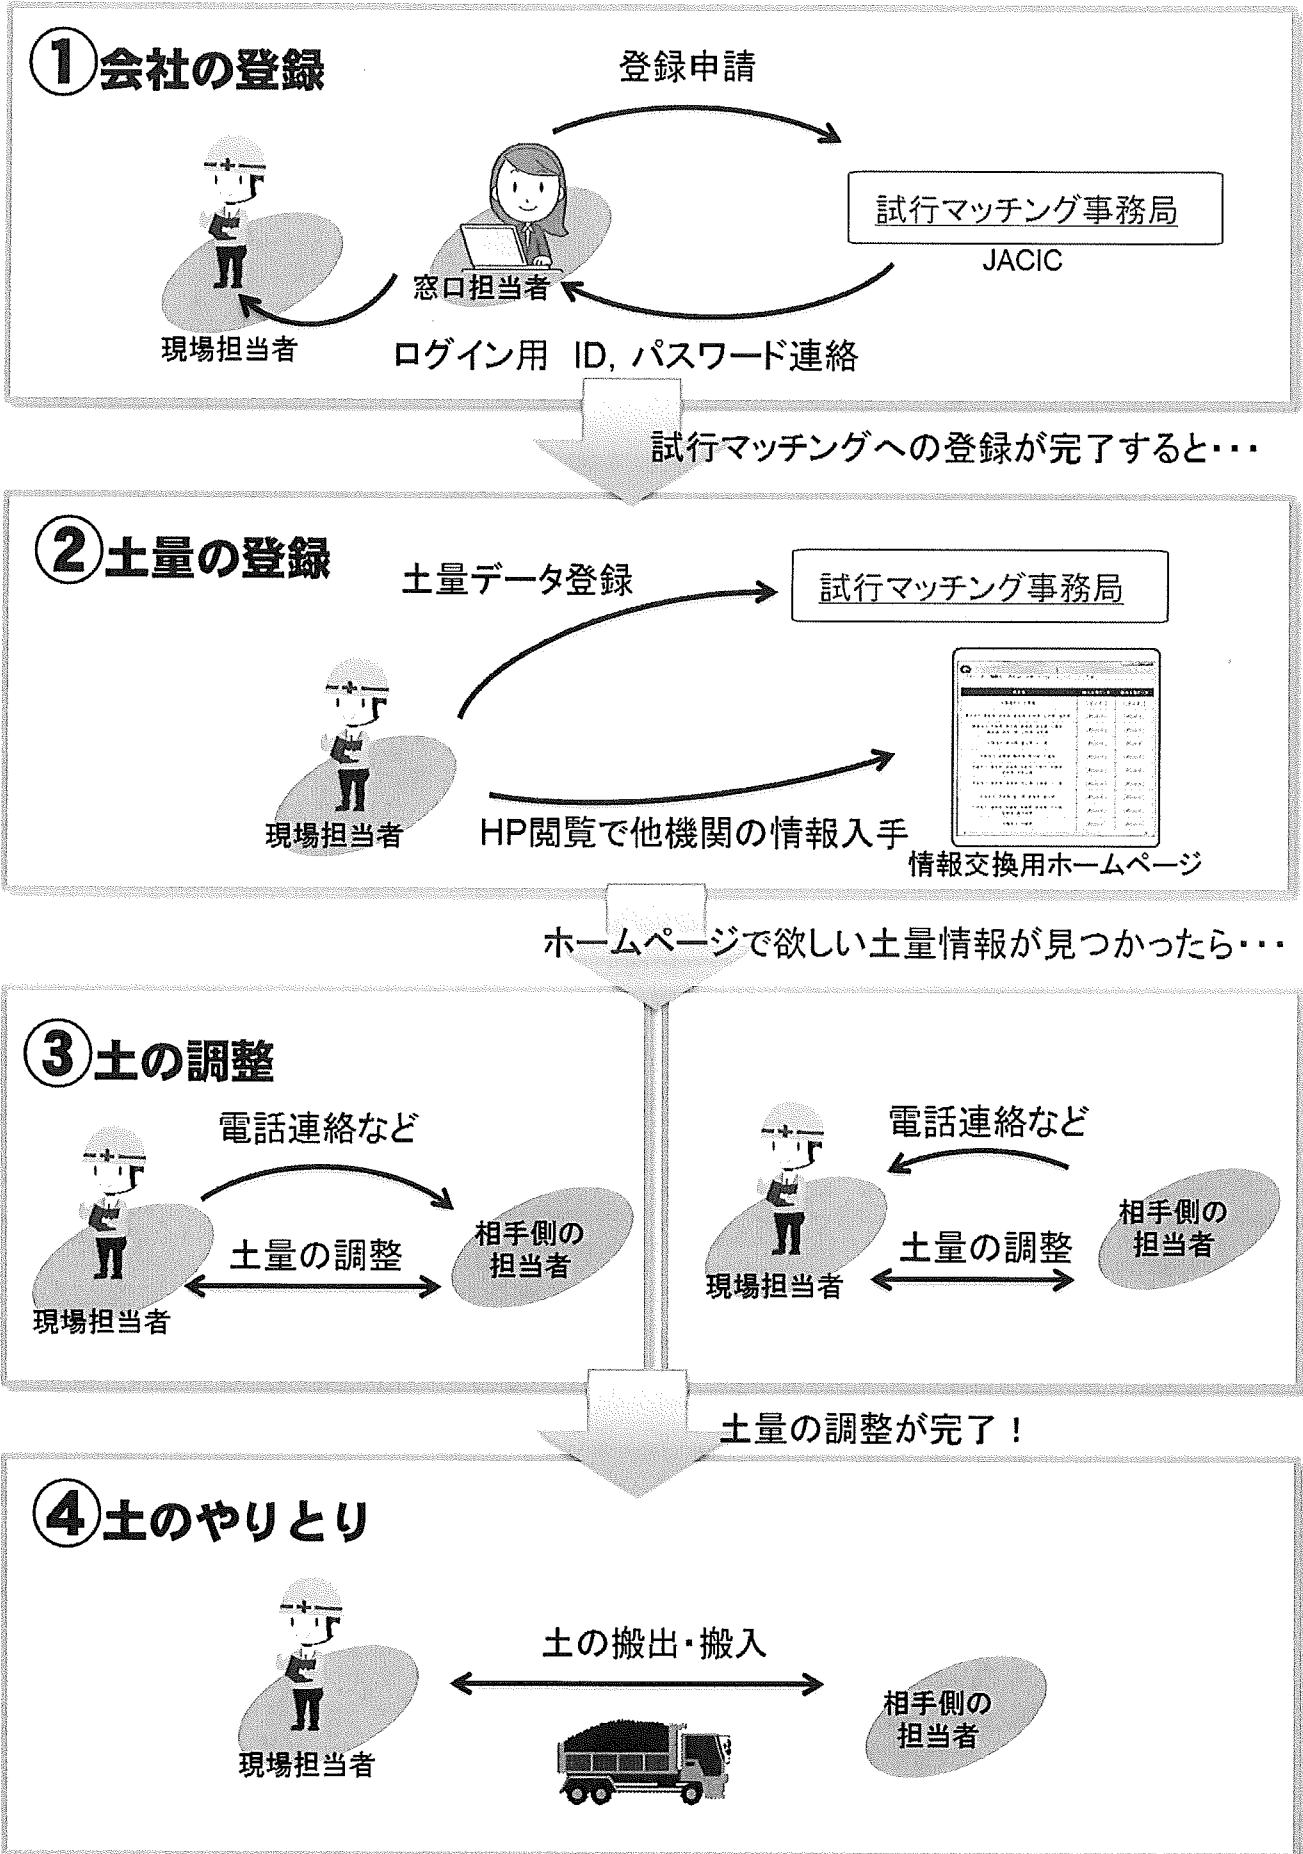 ①会社の登録
登録申請
試行マッチング事務局
JACIC
窓口担当者
現場担当者
ログイン用 ID, パスワード連絡
試行マッチングへの登録が完了すると・・・
②土量の登録
土量データ登録
試行マッチング事務局
現場担当者
HP閲覧で他機関の情報入手
情報交換用ホームページ
ホームページで欲しい土量情報が見つかったら・・・
③土の調整
電話連絡など
相手側の
担当者
土量の調整
現場担当者
電話連絡など
相手側の
担当者
土量の調整
現場担当者
土量の調整が完了！
④土のやりとり
土の搬出・搬入
相手側の
担当者
現場担当者